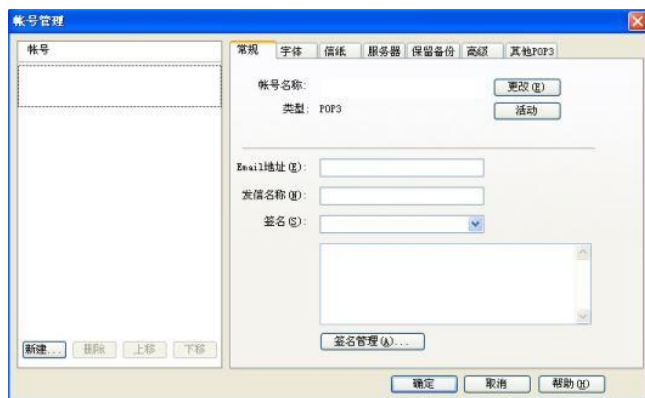 帐号管理
帐号
常规 字体 信纸 服务器 保留备份 高级 其他POP3
帐号名称:
更改(E)
类型: POP3
活动
Email地址(E):
发信名称(N):
签名(S):
签名管理(A)...
新建... 删除 上移 下移
确定 取消 帮助(H)